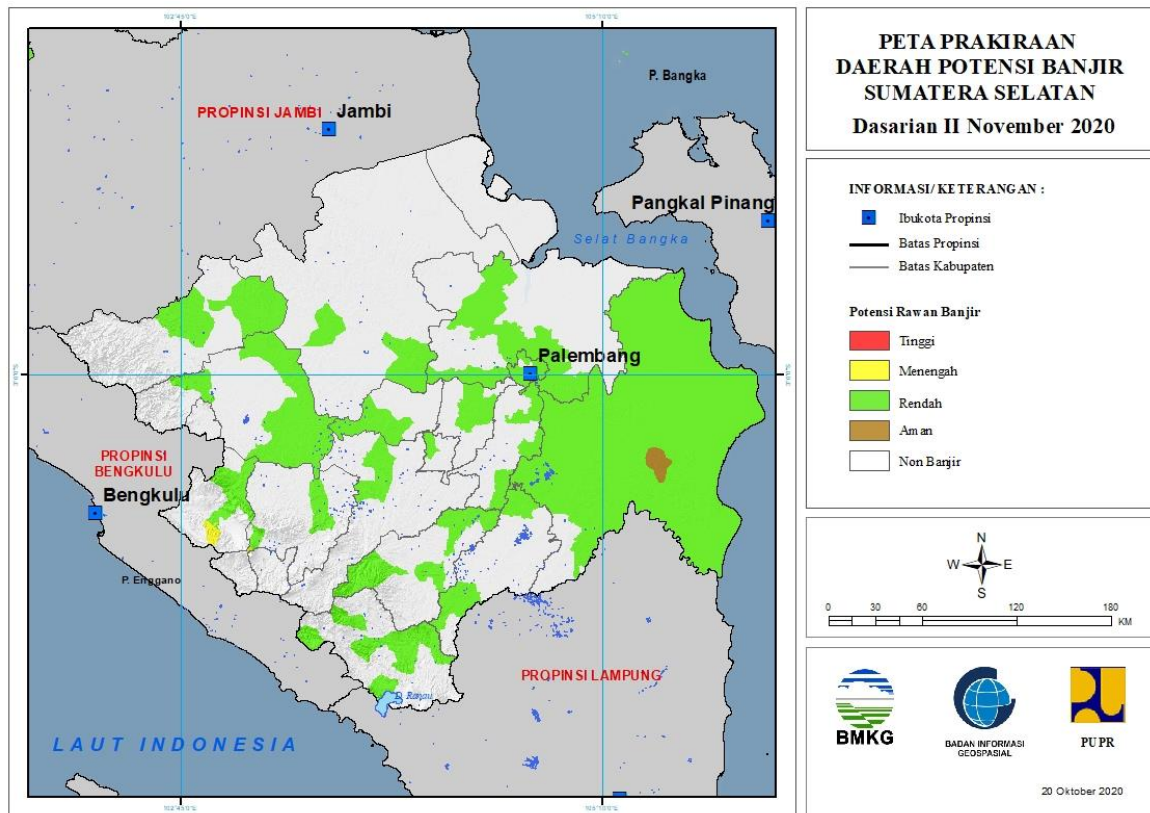 102°45'0"E
P. Bangka
PROPINSI JAMBI
Jambi
Pangkal Pinang
Selat Bangka
Palembang
PROPINSI
BENGKULU
Bengkulu
P. Enggano
PROPINSI LAMPUNG
D. Ranau
LAUT INDONESIA
PETA PRAKIRAAN
DAERAH POTENSI BANJIR
SUMATERA SELATAN
Dasarian II November 2020
INFORMASI/KETERANGAN :
Ibukota Propinsi
Batas Propinsi
Batas Kabupaten
Potensi Rawan Banjir
Tinggi
Menengah
Rendah
Aman
Non Banjir
N
W E
S
0 30 60 120 180
KM
BMKG
BADAN INFORMASI
GEOSPASIAL
PUPR
20 Oktober 2020